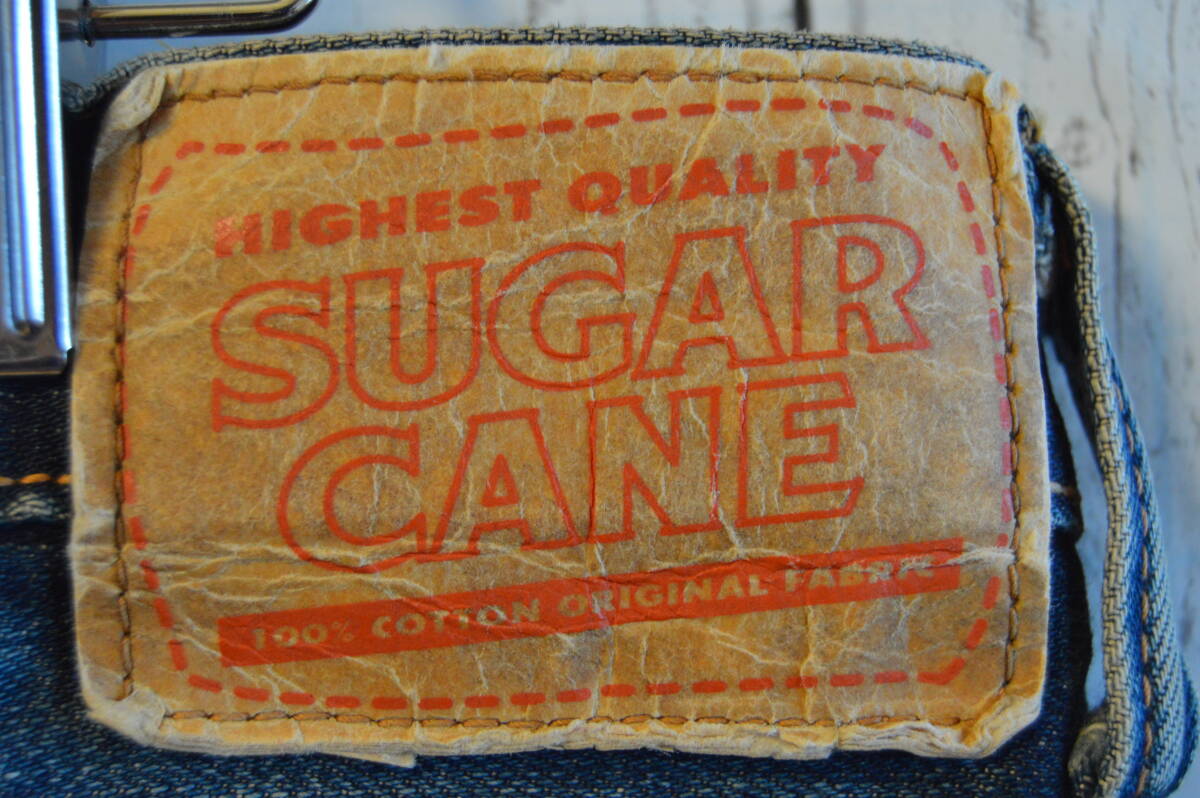 HIGHEST QUALITY
SUGAR
CANE
100% COTTON ORIGINAL FABRIC